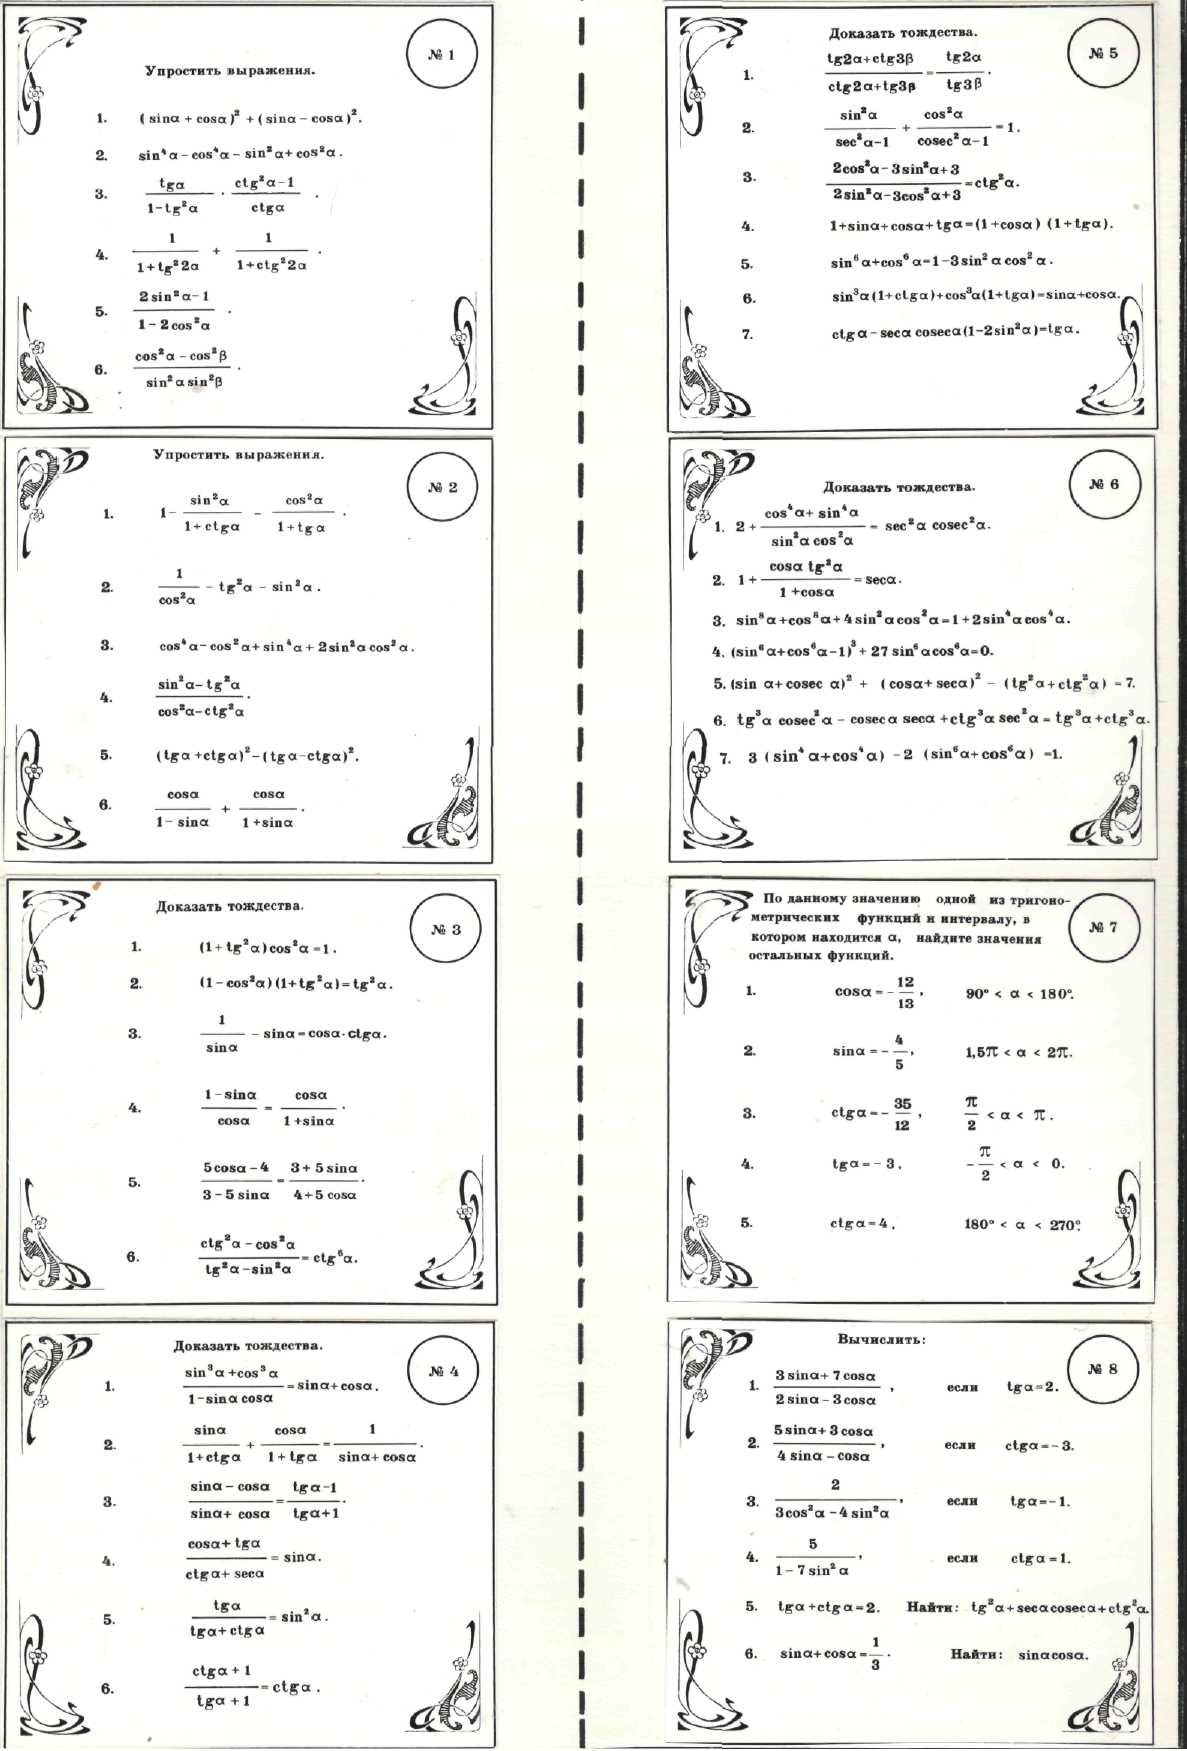 № 1
Упростить выражения.
1. (sinα + cosα)² + (sinα − cosα)².
2. sin⁴α − cos⁴α − sin²α + cos²α.
3. tgα/(1−tg²α) · (ctg²α−1)/ctgα .
4. 1/(1+tg²2α) + 1/(1+ctg²2α) .
5. (2sin²α−1)/(1−2cos²α) .
6. (cos²α − cos²β)/(sin²α sin²β) .
№ 2
Упростить выражения.
1. 1− sin²α/(1+ctgα) − cos²α/(1+tgα) .
2. 1/cos²α − tg²α − sin²α.
3. cos⁴α − cos²α + sin⁴α + 2sin²α cos²α.
4. (sin²α−tg²α)/(cos²α−ctg²α).
5. (tgα+ctgα)²−(tgα−ctgα)².
6. cosα/(1−sinα) + cosα/(1+sinα).
№ 3
Доказать тождества.
1. (1+tg²α)cos²α=1.
2. (1−cos²α)(1+tg²α)=tg²α.
3. 1/sinα − sinα=cosα·ctgα.
4. (1−sinα)/cosα = cosα/(1+sinα) .
5. (5cosα−4)/(3−5sinα) = (3+5sinα)/(4+5cosα).
6. (ctg²α−cos²α)/(tg²α−sin²α) = ctg⁶α.
№ 4
Доказать тождества.
1. (sin³α+cos³α)/(1−sinα cosα) = sinα+cosα.
2. sinα/(1+ctgα) + cosα/(1+tgα) = 1/(sinα+cosα) .
3. (sinα−cosα)/(sinα+cosα) = (tgα−1)/(tgα+1).
4. (cosα+tgα)/(ctgα+secα) = sinα.
5. tgα/(tgα+ctgα) = sin²α.
6. (ctgα+1)/(tgα+1) = ctgα.
№ 5
Доказать тождества.
1. (tg2α+ctg3β)/(ctg2α+tg3β) = tg2α/tg3β.
2. sin²α/(sec²α−1) + cos²α/(cosec²α−1) = 1.
3. (2cos²α−3sin²α+3)/(2sin²α−3cos²α+3) = ctg²α.
4. 1+sinα+cosα+tgα=(1+cosα) (1+tgα).
5. sin⁶α+cos⁶α=1−3sin²α cos²α.
6. sin³α(1+ctgα)+cos³α(1+tgα)=sinα+cosα.
7. ctgα−secα cosecα(1−2sin²α)=tgα.
№ 6
Доказать тождества.
1. 2 + (cos⁴α+sin⁴α)/(sin²α cos²α) = sec²α cosec²α.
2. 1 + cosα tg²α/(1+cosα) = secα.
3. sin⁸α+cos⁸α+4sin²α cos²α=1+2sin⁴α cos⁴α.
4. (sin⁶α+cos⁶α−1)³+27sin⁶α cos⁶α=0.
5. (sin α+cosec α)² + (cosα+secα)² − (tg²α+ctg²α) =7.
6. tg³α cosec²α − cosecα secα +ctg³α sec²α = tg³α+ctg³α.
7. 3 (sin⁴α+cos⁴α) −2 (sin⁶α+cos⁶α) =1.
№ 7
По данному значению одной из тригоно-
метрических функций и интервалу, в
котором находится α, найдите значения
остальных функций.
1. cosα=−12/13 , 90° < α < 180°.
2. sinα=−4/5, 1,5π < α < 2π.
3. ctgα=−35/12 , π/2 < α < π.
4. tgα=−3, −π/2 < α < 0.
5. ctgα=4, 180° < α < 270°.
№ 8
Вычислить:
1. (3sinα+7cosα)/(2sinα−3cosα) , если tgα=2.
2. (5sinα+3cosα)/(4sinα−cosα) , если ctgα=−3.
3. 2/(3cos²α−4sin²α) , если tgα=−1.
4. 5/(1−7sin²α) , если ctgα=1.
5. tgα+ctgα=2. Найти: tg²α+secαcosecα+ctg²α.
6. sinα+cosα=1/3. Найти: sinαcosα.